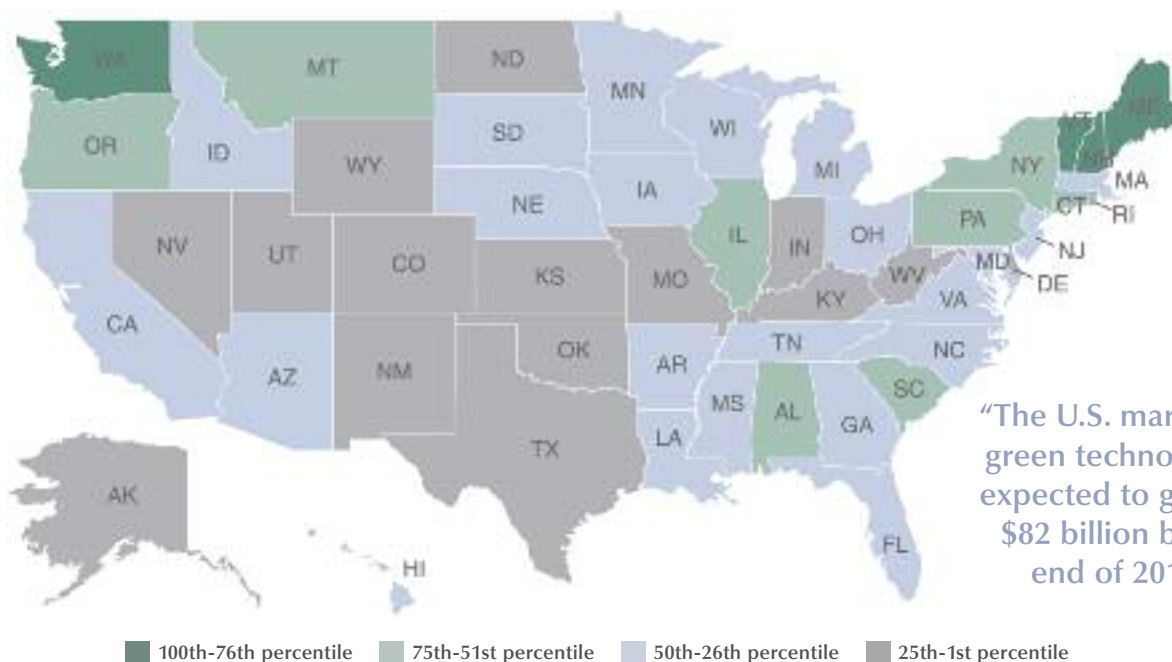 WA
MT
ND
MN
OR
ID
SD
WI
WY
MI
NE
IA
VT
ME
NH
NY
MA
CT
RI
PA
NJ
NV
UT
CO
KS
MO
IL
IN
OH
MD
DE
WV
VA
KY
CA
AZ
NM
OK
AR
TN
NC
SC
MS
AL
GA
LA
TX
FL
AK
HI
“The U.S. mar
green techno
expected to g
$82 billion b
end of 201
100th-76th percentile
75th-51st percentile
50th-26th percentile
25th-1st percentile